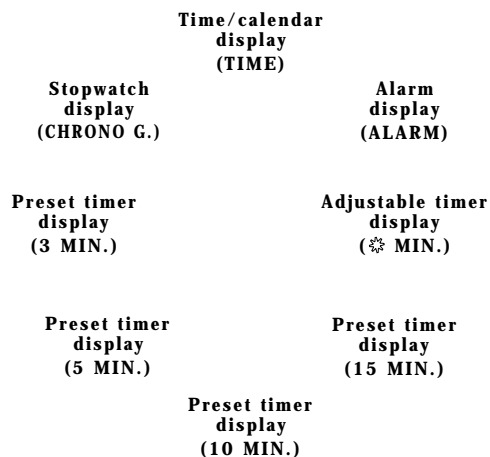 Time/calendar
display
(TIME)
Stopwatch
display
(CHRONO G.)
Alarm
display
(ALARM)
Preset timer
display
(3 MIN.)
Adjustable timer
display
(҉ MIN.)
Preset timer
display
(5 MIN.)
Preset timer
display
(15 MIN.)
Preset timer
display
(10 MIN.)